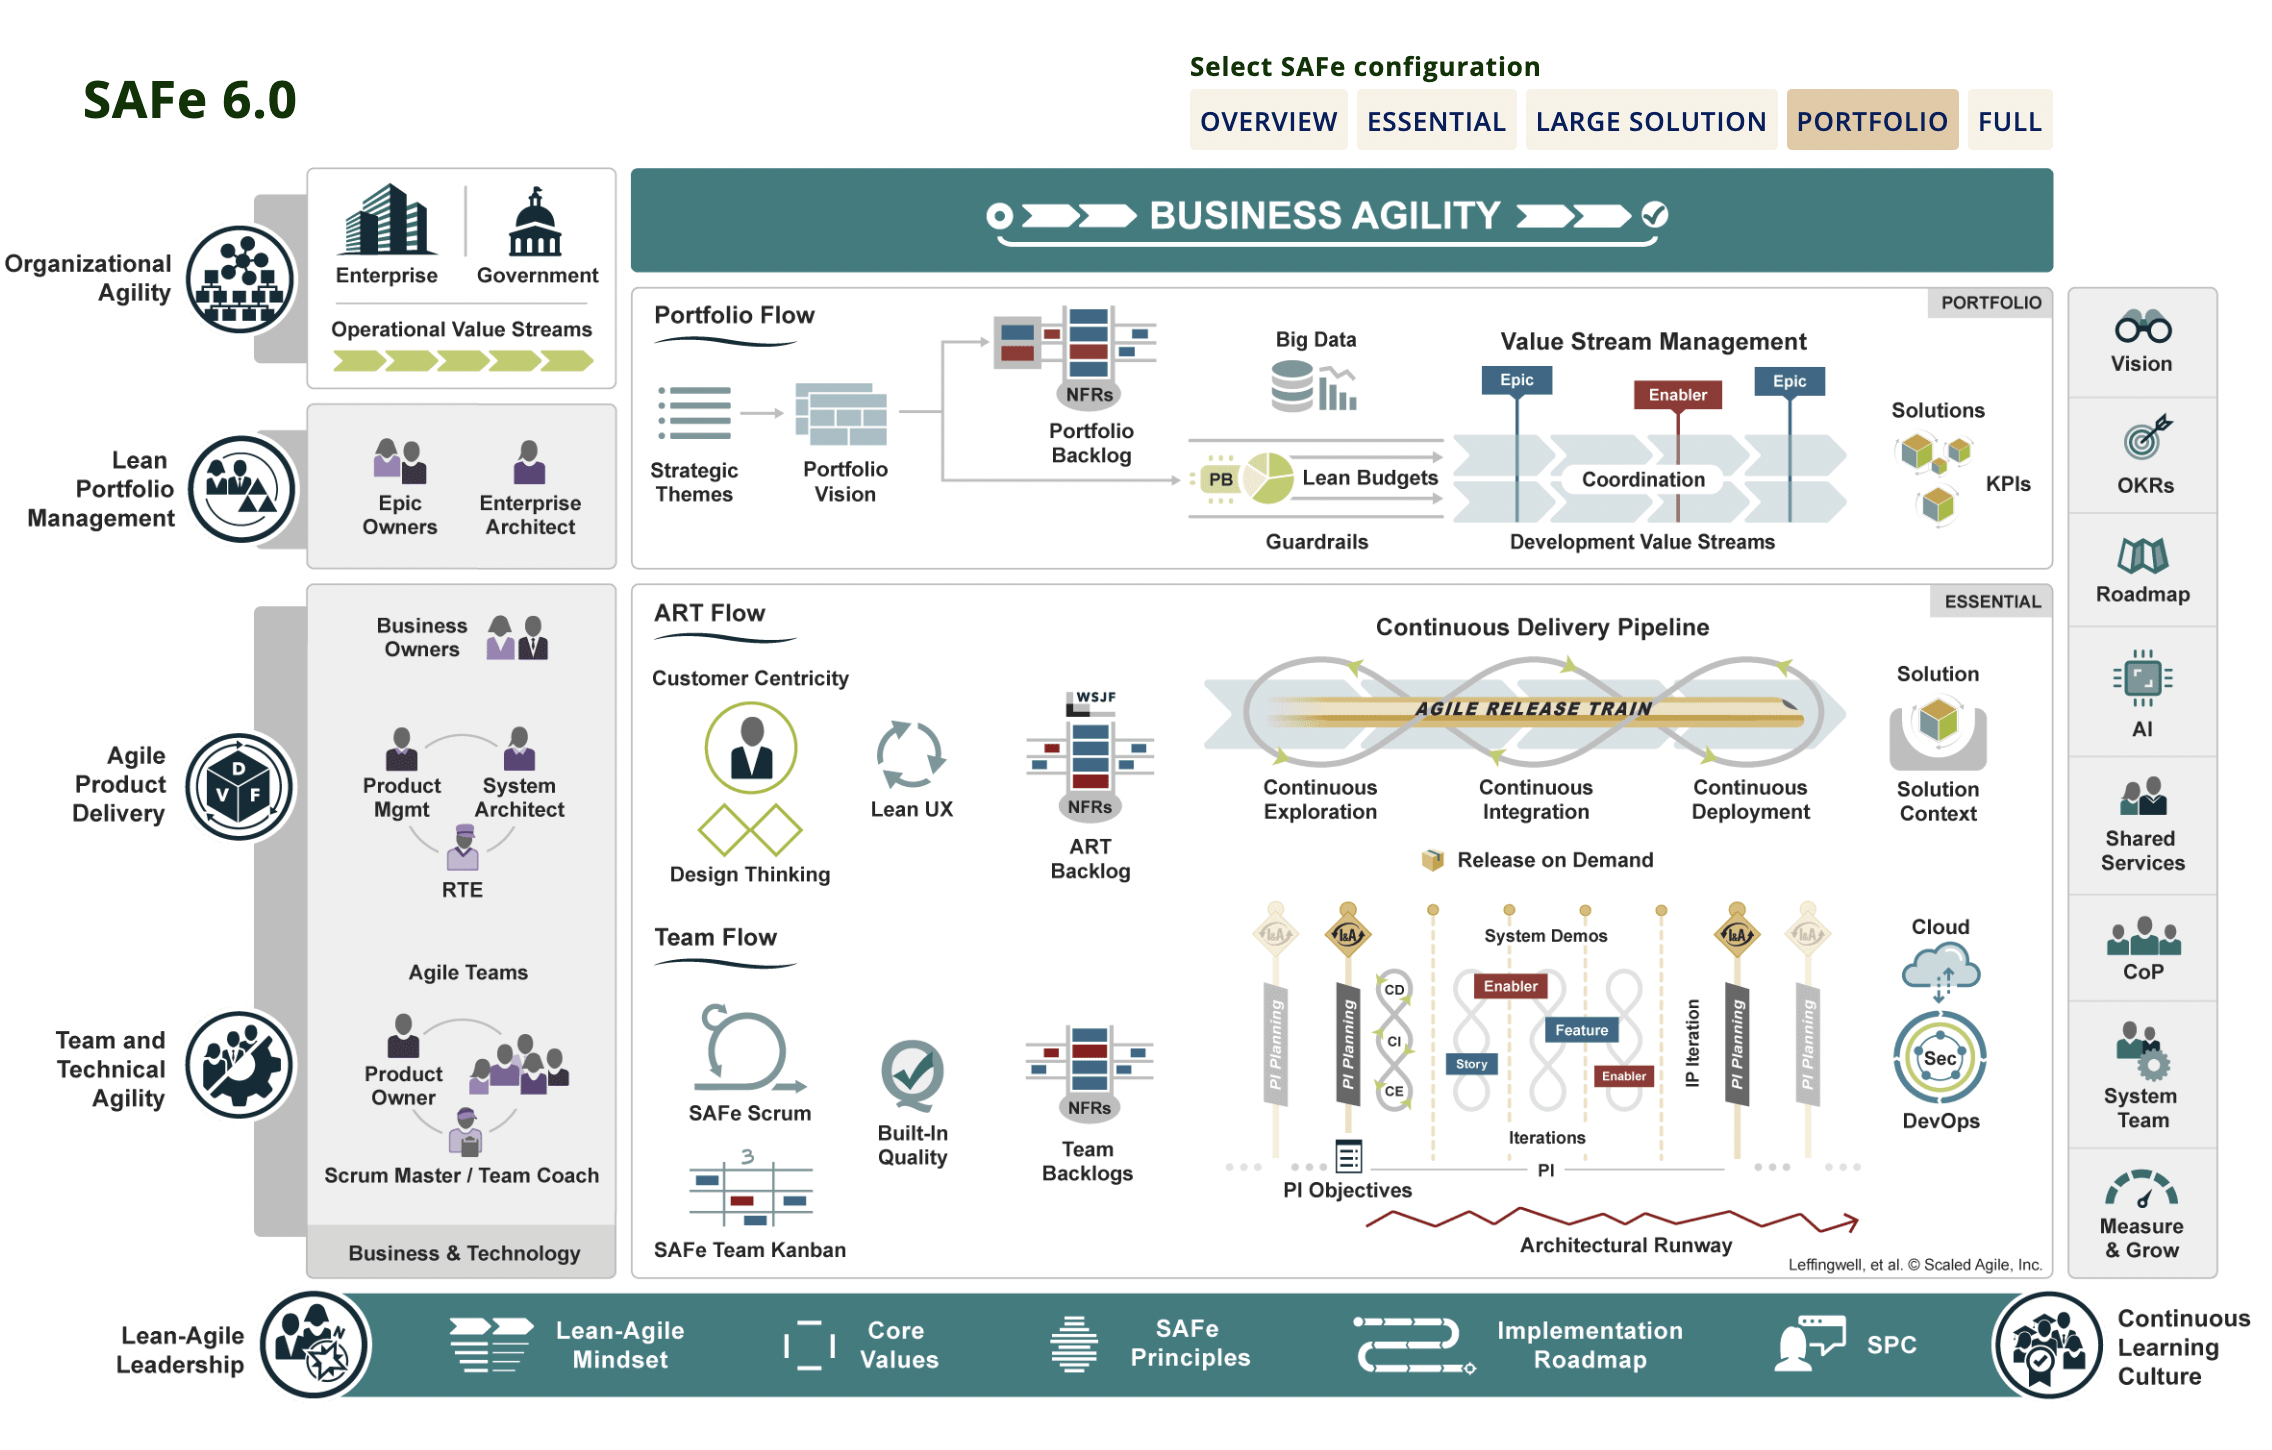 SAFe 6.0
Select SAFe configuration
OVERVIEW
ESSENTIAL
LARGE SOLUTION
PORTFOLIO
FULL
Organizational
Agility
Enterprise
Government
Operational Value Streams
BUSINESS AGILITY
Lean
Portfolio
Management
Epic
Owners
Enterprise
Architect
PORTFOLIO
Portfolio Flow
Strategic
Themes
Portfolio
Vision
NFRs
Portfolio
Backlog
Big Data
PB
Lean Budgets
Guardrails
Value Stream Management
Epic
Enabler
Epic
Coordination
Development Value Streams
Solutions
KPIs
Agile
Product
Delivery
D
V F
Team and
Technical
Agility
Business
Owners
Product
Mgmt
System
Architect
RTE
Agile Teams
Product
Owner
Scrum Master / Team Coach
Business & Technology
ESSENTIAL
ART Flow
Customer Centricity
Design Thinking
Lean UX
WSJF
NFRs
ART
Backlog
Continuous Delivery Pipeline
AGILE RELEASE TRAIN
Continuous
Exploration
Continuous
Integration
Continuous
Deployment
Release on Demand
Solution
Solution
Context
Team Flow
SAFe Scrum
3
SAFe Team Kanban
Built-In
Quality
NFRs
Team
Backlogs
I&A
I&A
I&A
I&A
System Demos
PI Planning
PI Planning
CD
CI
CE
Enabler
Feature
Story
Enabler
IP Iteration
PI Planning
PI Planning
Iterations
PI
PI Objectives
Architectural Runway
Cloud
Sec
DevOps
Leffingwell, et al. © Scaled Agile, Inc.
Vision
OKRs
Roadmap
AI
Shared
Services
CoP
System
Team
Measure
& Grow
Lean-Agile
Leadership
N
Lean-Agile
Mindset
Core
Values
SAFe
Principles
Implementation
Roadmap
SPC
Continuous
Learning
Culture